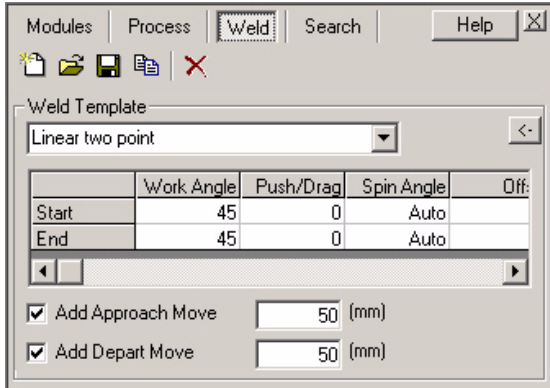 Modules Process Weld Search Help X
Weld Template
Linear two point <-
Work Angle Push/Drag Spin Angle Off
Start 45 0 Auto
End 45 0 Auto
Add Approach Move 50 (mm)
Add Depart Move 50 (mm)